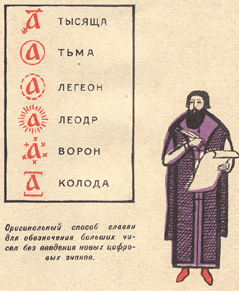 а ТЫСЯЩА
а ТЬМА
а ЛЕГЕОН
а ЛЕОДР
а ВОРОН
а КОЛОДА
Оригинальный способ славян
для обозначения больших чи-
сел без введения новых цифро-
вых знаков.